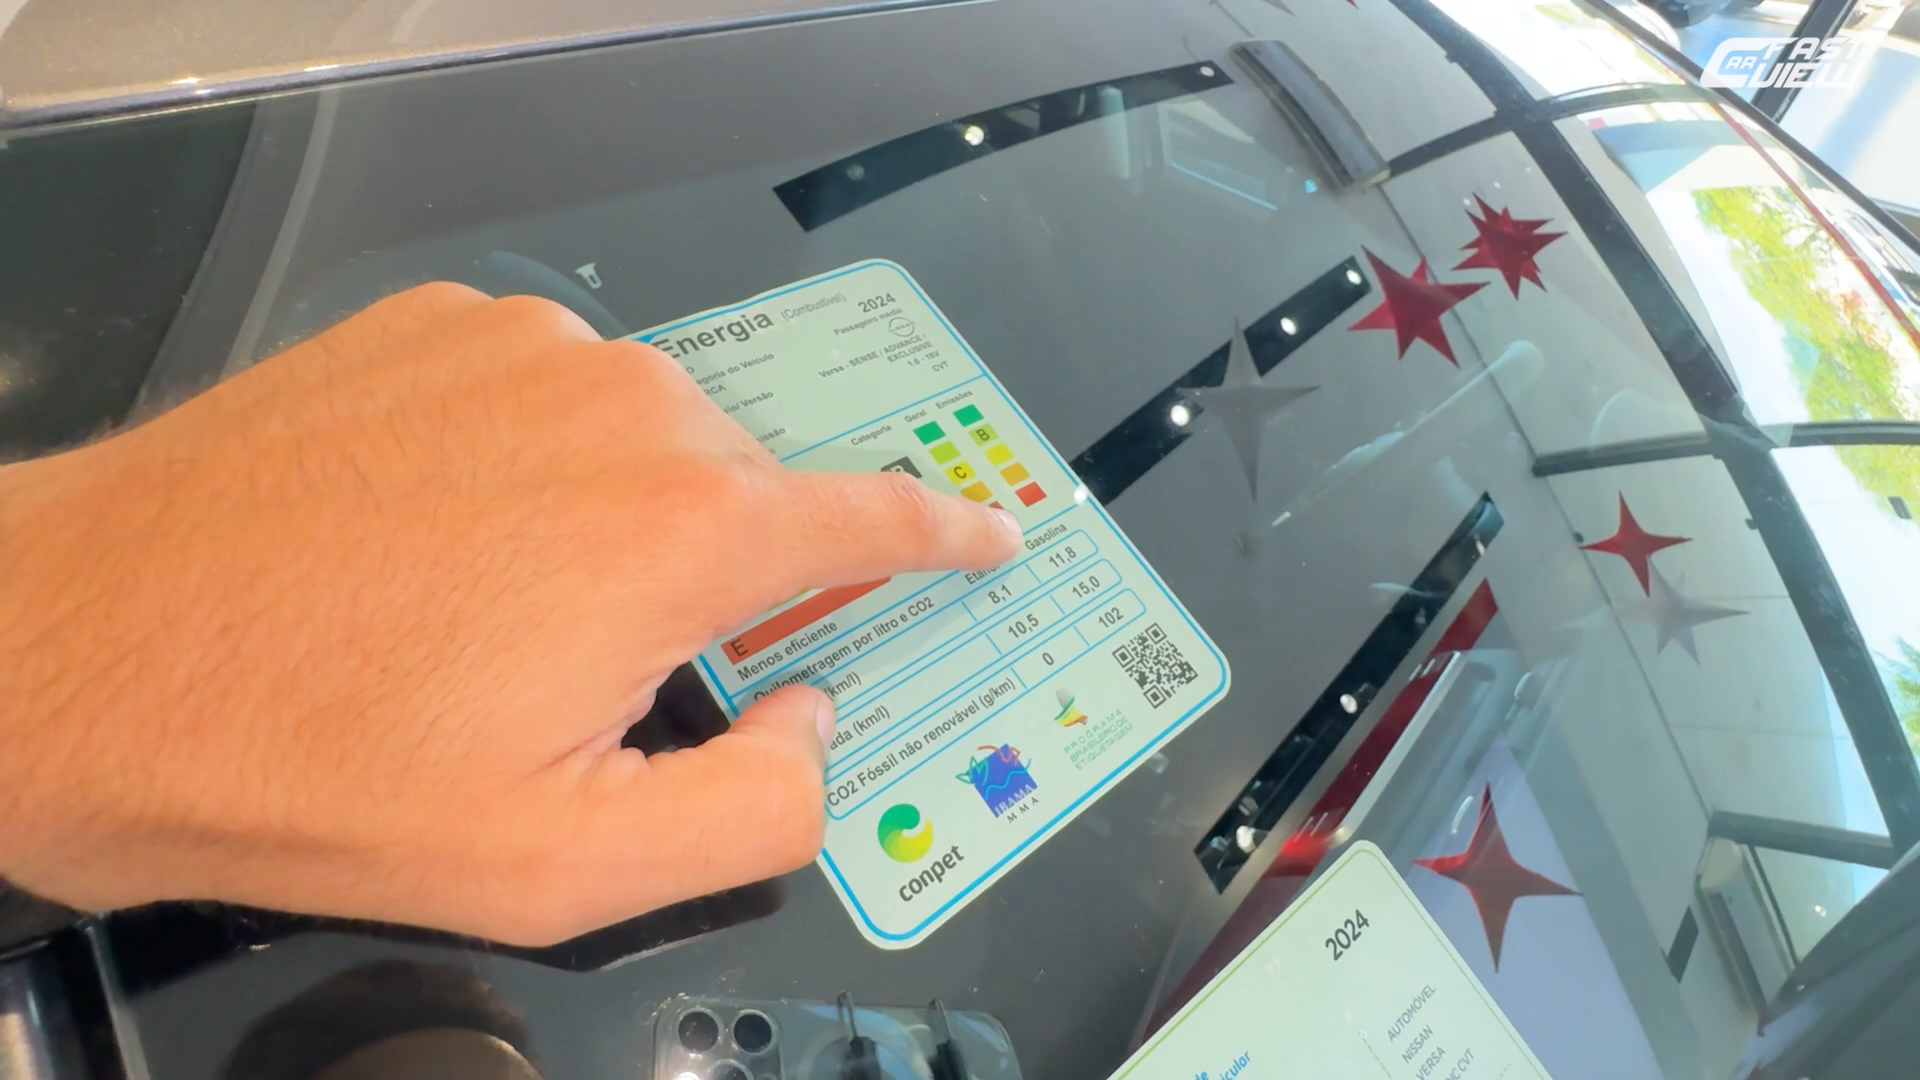 FAST
CAR VIEW
Energia (Combustível) 2024
Passageiro médio
Versa - SENSE / ADVANCE /
EXCLUSIVE
1.6 - 16V
CVT
Categoria Geral Emissões
B
C
E
Menos eficiente
Quilometragem por litro e CO2 Etanol Gasolina
(km/l) 8,1 11,8
(km/l) 10,5 15,0
CO2 Fóssil não renovável (g/km) 0 102
conpet
IBAMA
MMA
PROGRAMA
BRASILEIRO DE
ETIQUETAGEM
2024
AUTOMÓVEL
NISSAN
VERSA
CVT